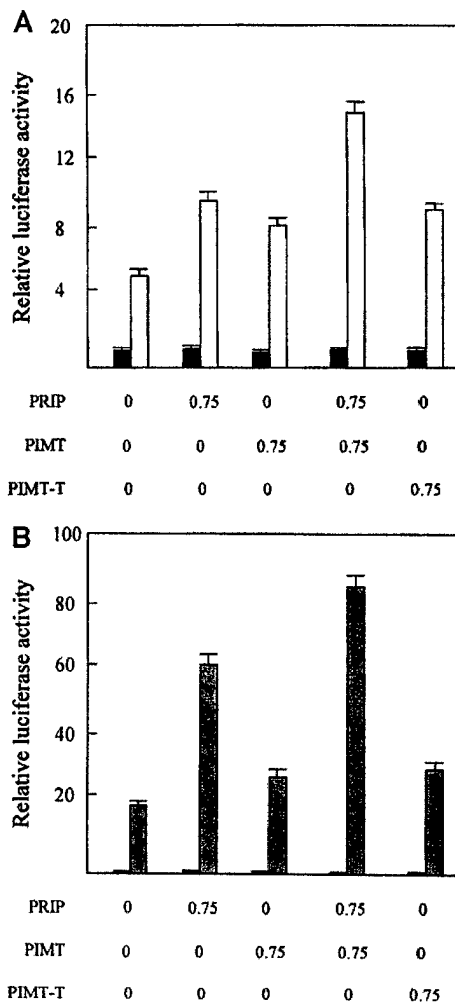 A
Relative luciferase activity
20
16
12
8
4
PRIP 0 0.75 0 0.75 0
PIMT 0 0 0.75 0.75 0
PIMT-T 0 0 0 0 0.75
B
Relative luciferase activity
100
80
60
40
20
PRIP 0 0.75 0 0.75 0
PIMT 0 0 0.75 0.75 0
PIMT-T 0 0 0 0 0.75